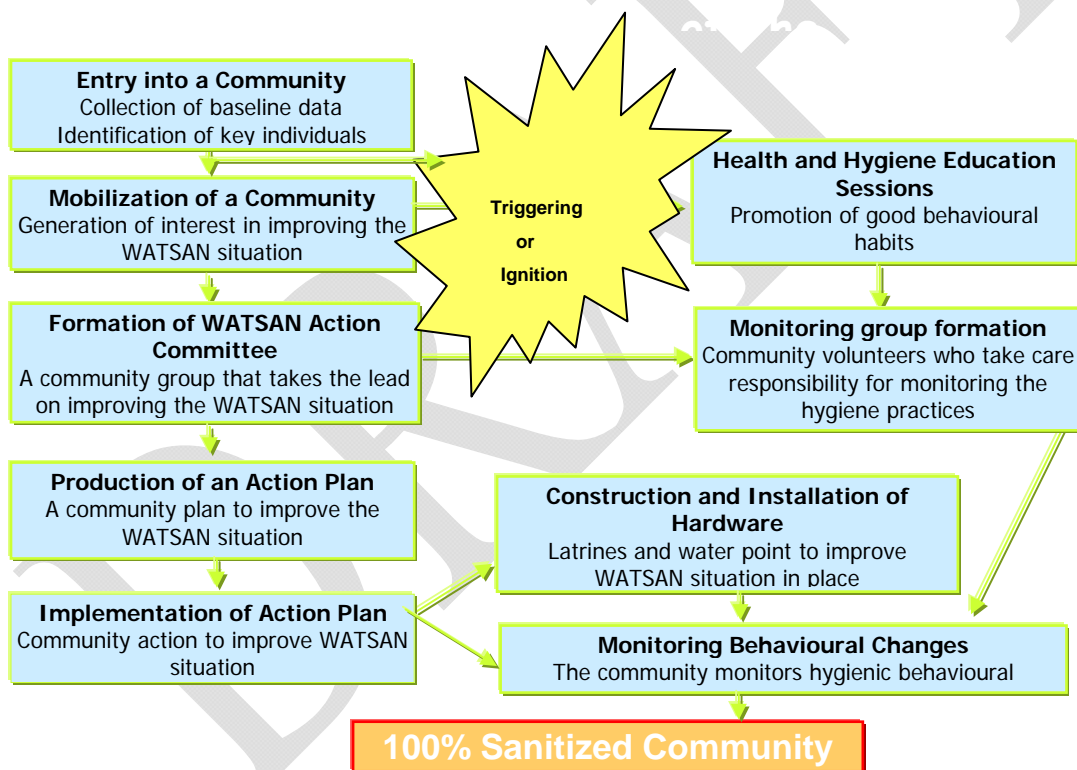 Entry into a Community
Collection of baseline data
Identification of key individuals
Mobilization of a Community
Generation of interest in improving the
WATSAN situation
Formation of WATSAN Action
Committee
A community group that takes the lead
on improving the WATSAN situation
Production of an Action Plan
A community plan to improve the
WATSAN situation
Implementation of Action Plan
Community action to improve WATSAN
situation
Triggering
or
Ignition
Health and Hygiene Education
Sessions
Promotion of good behavioural
habits
Monitoring group formation
Community volunteers who take care
responsibility for monitoring the
hygiene practices
Construction and Installation of
Hardware
Latrines and water point to improve
WATSAN situation in place
Monitoring Behavioural Changes
The community monitors hygienic behavioural
100% Sanitized Community
DRAFT